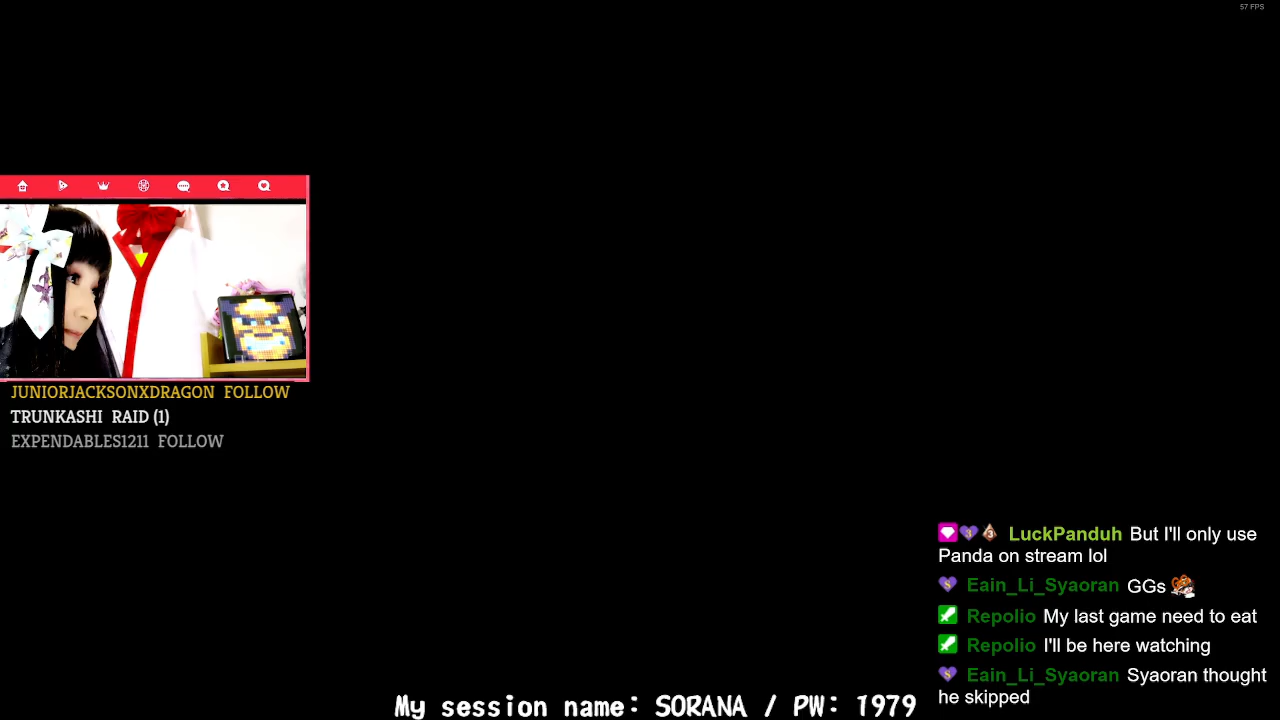 57 FPS
JUNIORJACKSONXDRAGON FOLLOW
TRUNKASHI RAID (1)
EXPENDABLES1211 FOLLOW
LuckPanduh But I'll only use
Panda on stream lol
Eain_Li_Syaoran GGs
Repolio My last game need to eat
Repolio I'll be here watching
Eain_Li_Syaoran Syaoran thought
he skipped
My session name: SORANA / PW: 1979